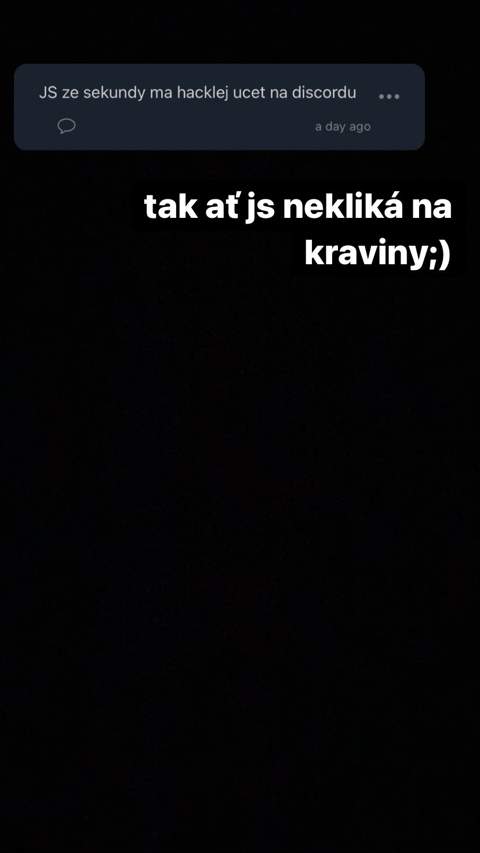 JS ze sekundy ma hacklej ucet na discordu
a day ago
tak ať js nekliká na
kraviny;)